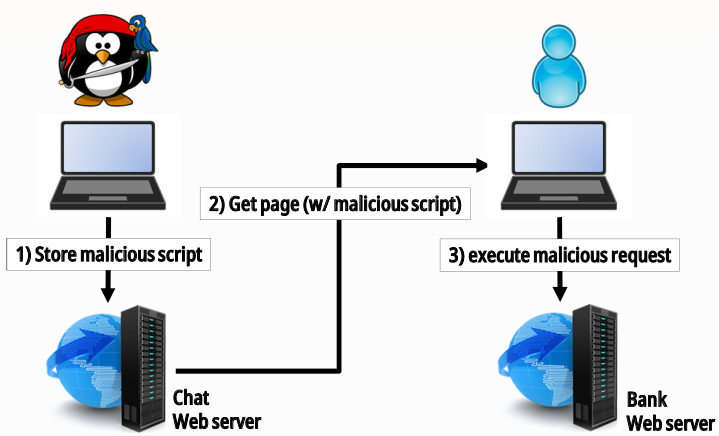 1) Store malicious script
2) Get page (w/ malicious script)
3) execute malicious request
Chat
Web server
Bank
Web server